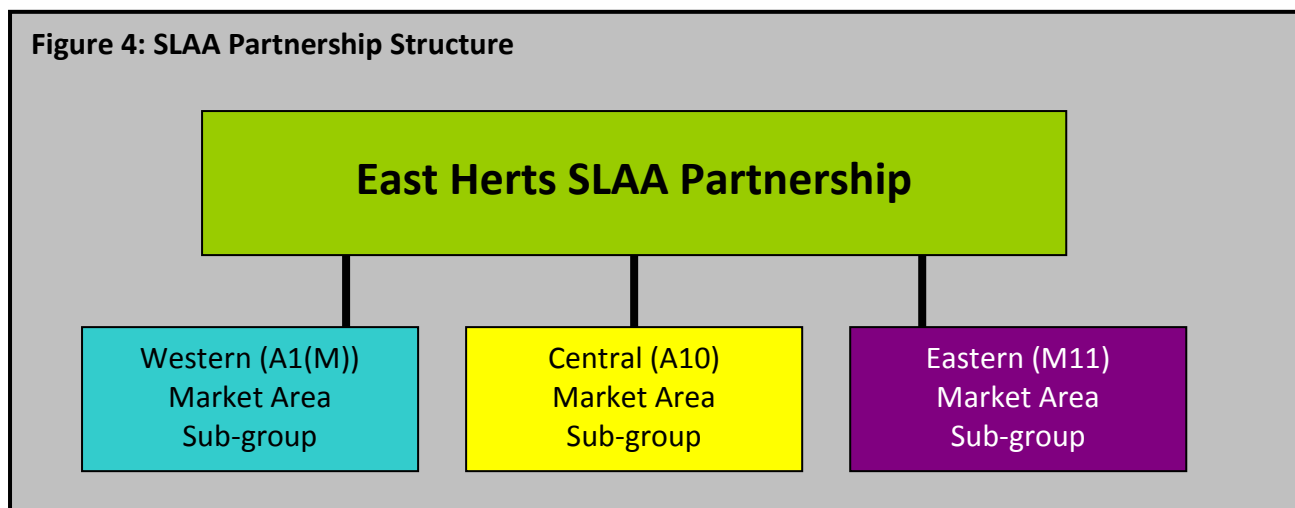 Figure 4: SLAA Partnership Structure
East Herts SLAA Partnership
Western (A1(M))
Market Area
Sub-group
Central (A10)
Market Area
Sub-group
Eastern (M11)
Market Area
Sub-group